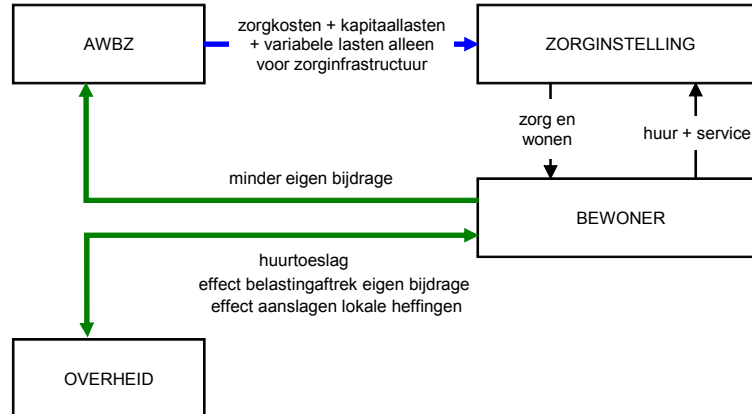 AWBZ
zorgkosten + kapitaallasten
+ variabele lasten alleen
voor zorginfrastructuur
ZORGINSTELLING
zorg en
wonen
huur + service
minder eigen bijdrage
BEWONER
huurtoeslag
effect belastingaftrek eigen bijdrage
effect aanslagen lokale heffingen
OVERHEID